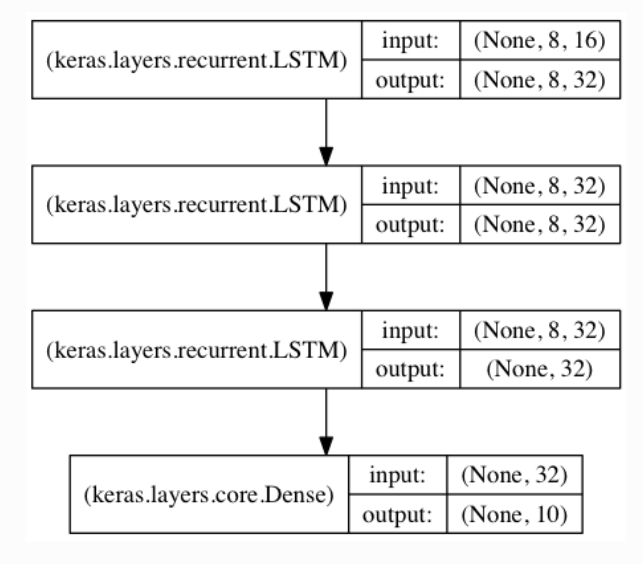 (keras.layers.recurrent.LSTM) input: (None, 8, 16)
output: (None, 8, 32)
(keras.layers.recurrent.LSTM) input: (None, 8, 32)
output: (None, 8, 32)
(keras.layers.recurrent.LSTM) input: (None, 8, 32)
output: (None, 32)
(keras.layers.core.Dense) input: (None, 32)
output: (None, 10)